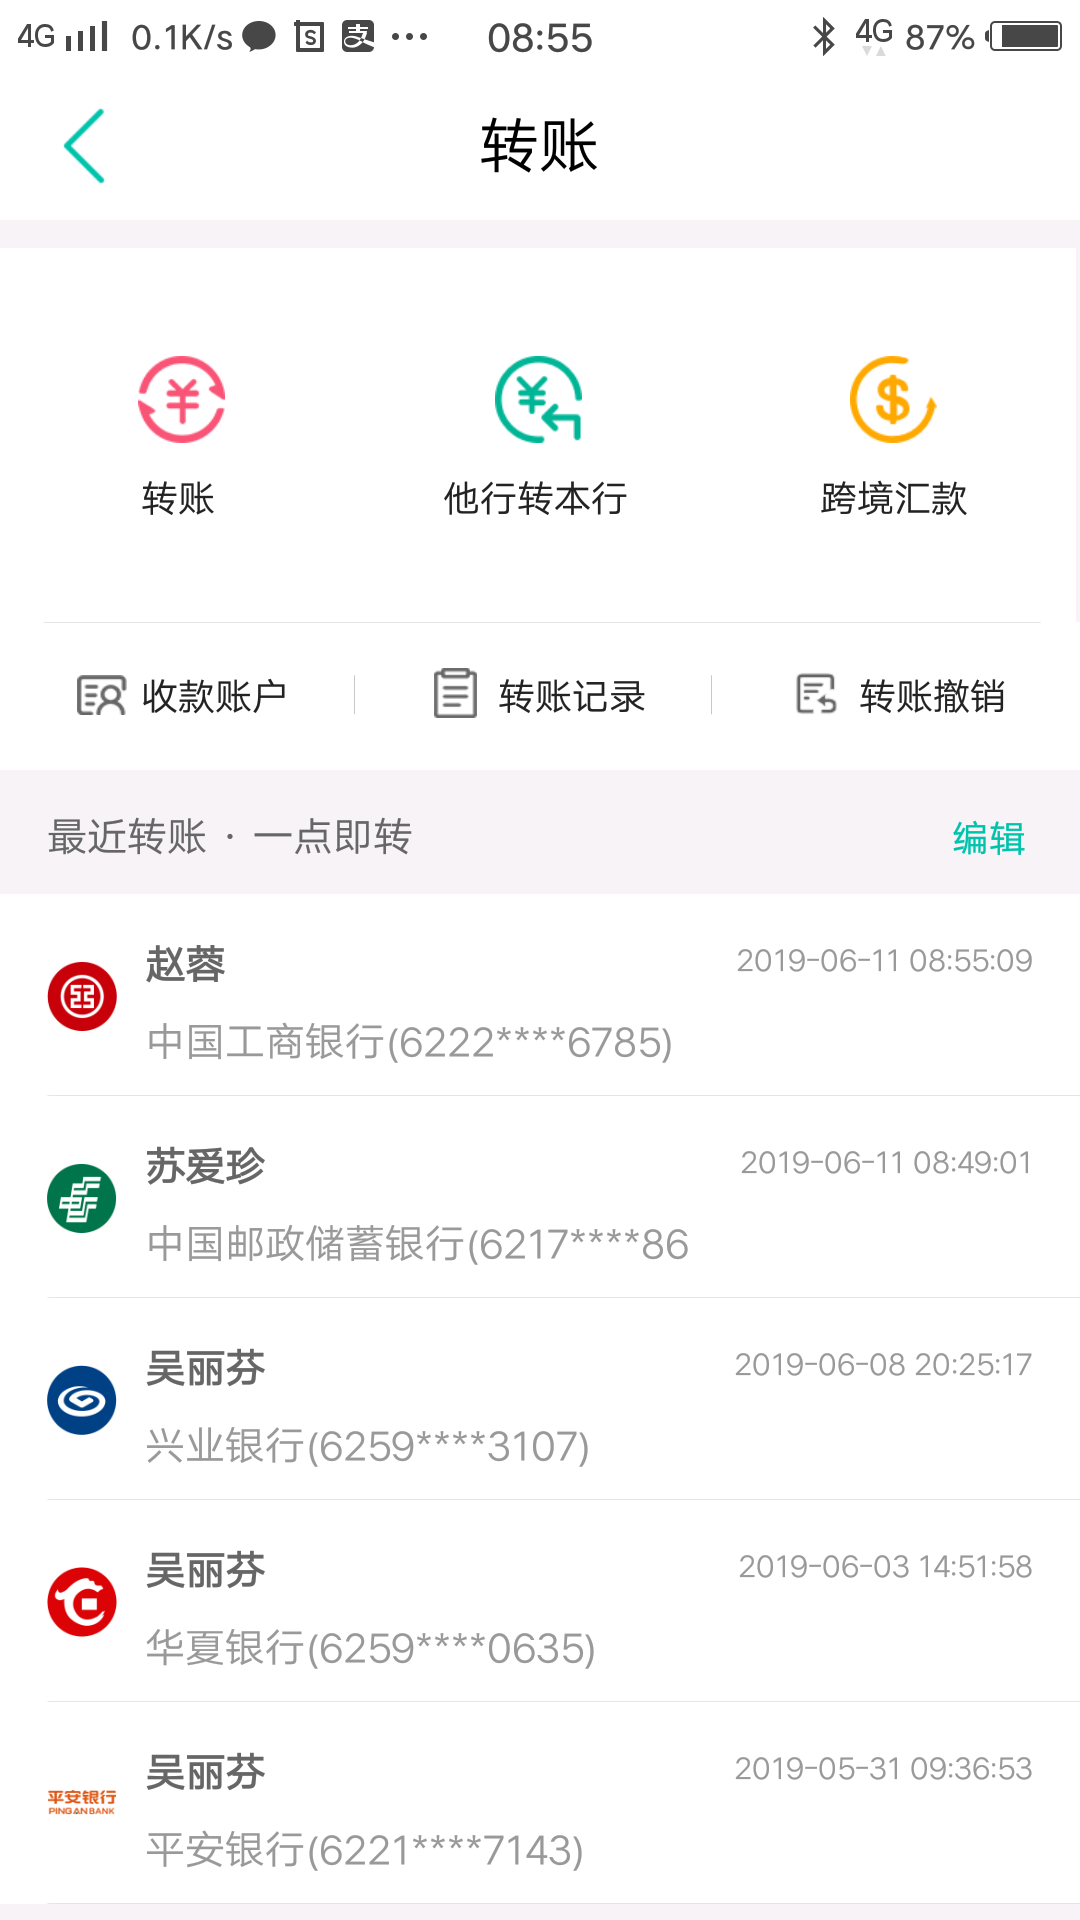 4G 0.1K/s S 支 ... 08:55 4G 87%
转账
转账 他行转本行 跨境汇款
收款账户 转账记录 转账撤销
最近转账 · 一点即转 编辑
赵蓉 2019-06-11 08:55:09
中国工商银行(6222****6785)
苏爱珍 2019-06-11 08:49:01
中国邮政储蓄银行(6217****86
吴丽芬 2019-06-08 20:25:17
兴业银行(6259****3107)
吴丽芬 2019-06-03 14:51:58
华夏银行(6259****0635)
吴丽芬 2019-05-31 09:36:53
平安银行
PINGAN BANK
平安银行(6221****7143)